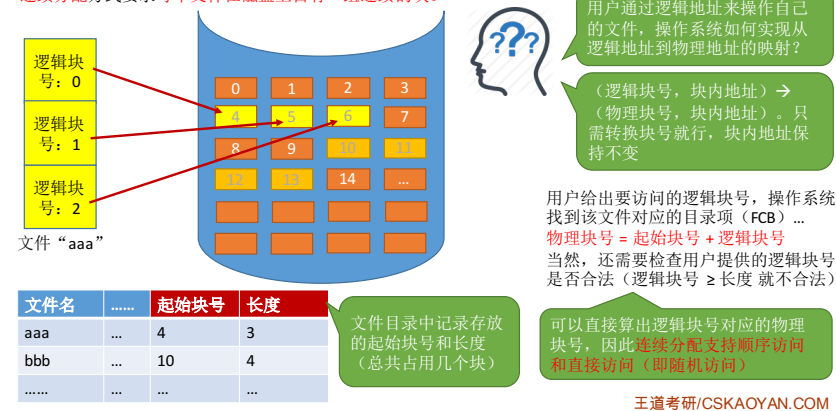 连续分配方式要求每个文件在磁盘上占有一组连续的块。
用户通过逻辑地址来操作自己
的文件，操作系统如何实现从
逻辑地址到物理地址的映射？
???
（逻辑块号，块内地址）→
（物理块号，块内地址）。只
需转换块号就行，块内地址保
持不变
逻辑块
号：0
逻辑块
号：1
逻辑块
号：2
文件“aaa”
0 1 2 3
4 5 6 7
8 9 10 11
12 13 14 ...
用户给出要访问的逻辑块号，操作系统
找到该文件对应的目录项（FCB）…
物理块号 = 起始块号 + 逻辑块号
当然，还需要检查用户提供的逻辑块号
是否合法（逻辑块号 ≥ 长度 就不合法）
文件名 …… 起始块号 长度
aaa … 4 3
bbb … 10 4
…… … … …
文件目录中记录存放
的起始块号和长度
（总共占用几个块）
可以直接算出逻辑块号对应的物理
块号，因此连续分配支持顺序访问
和直接访问（即随机访问）
王道考研/CSKAOYAN.COM